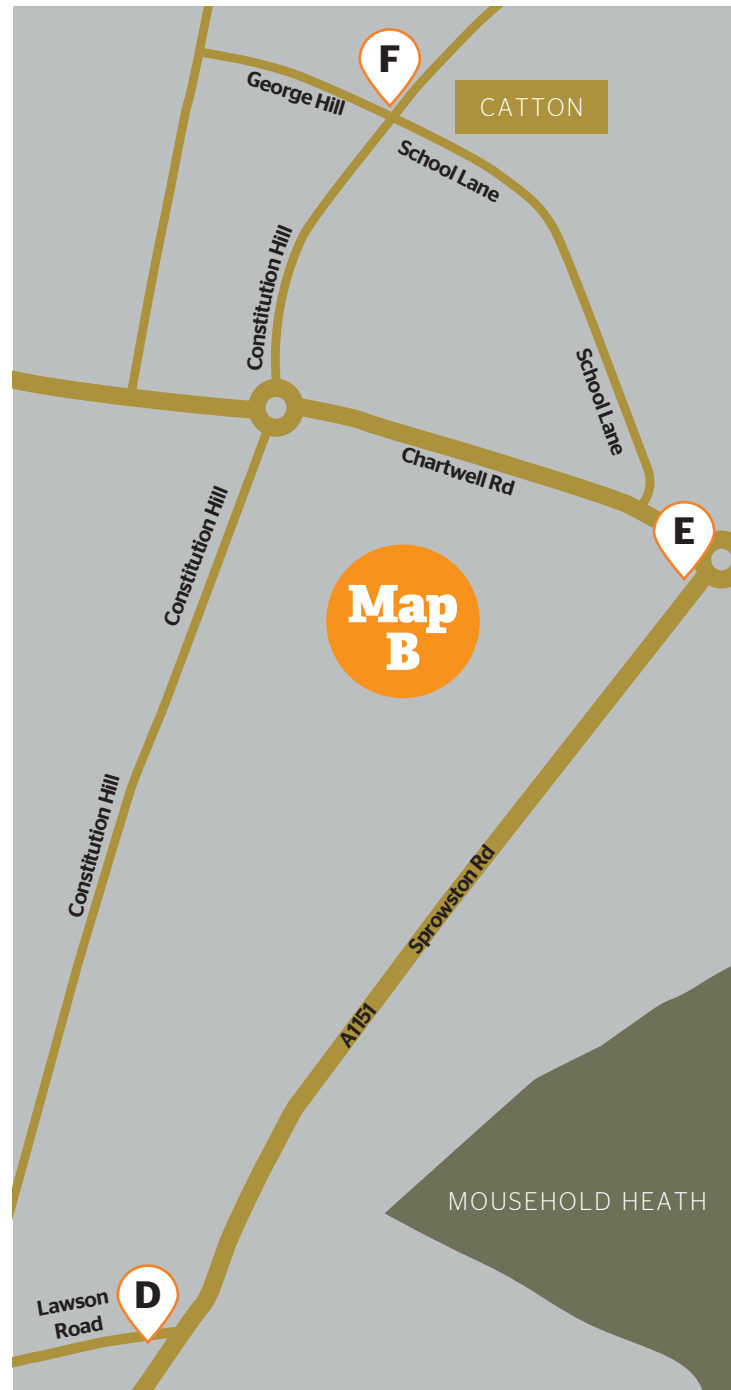 F
George Hill
CATTON
School Lane
Constitution Hill
School Lane
Chartwell Rd
Constitution Hill
E
Map
B
Constitution Hill
Sprowston Rd
A1151
MOUSEHOLD HEATH
D
Lawson
Road